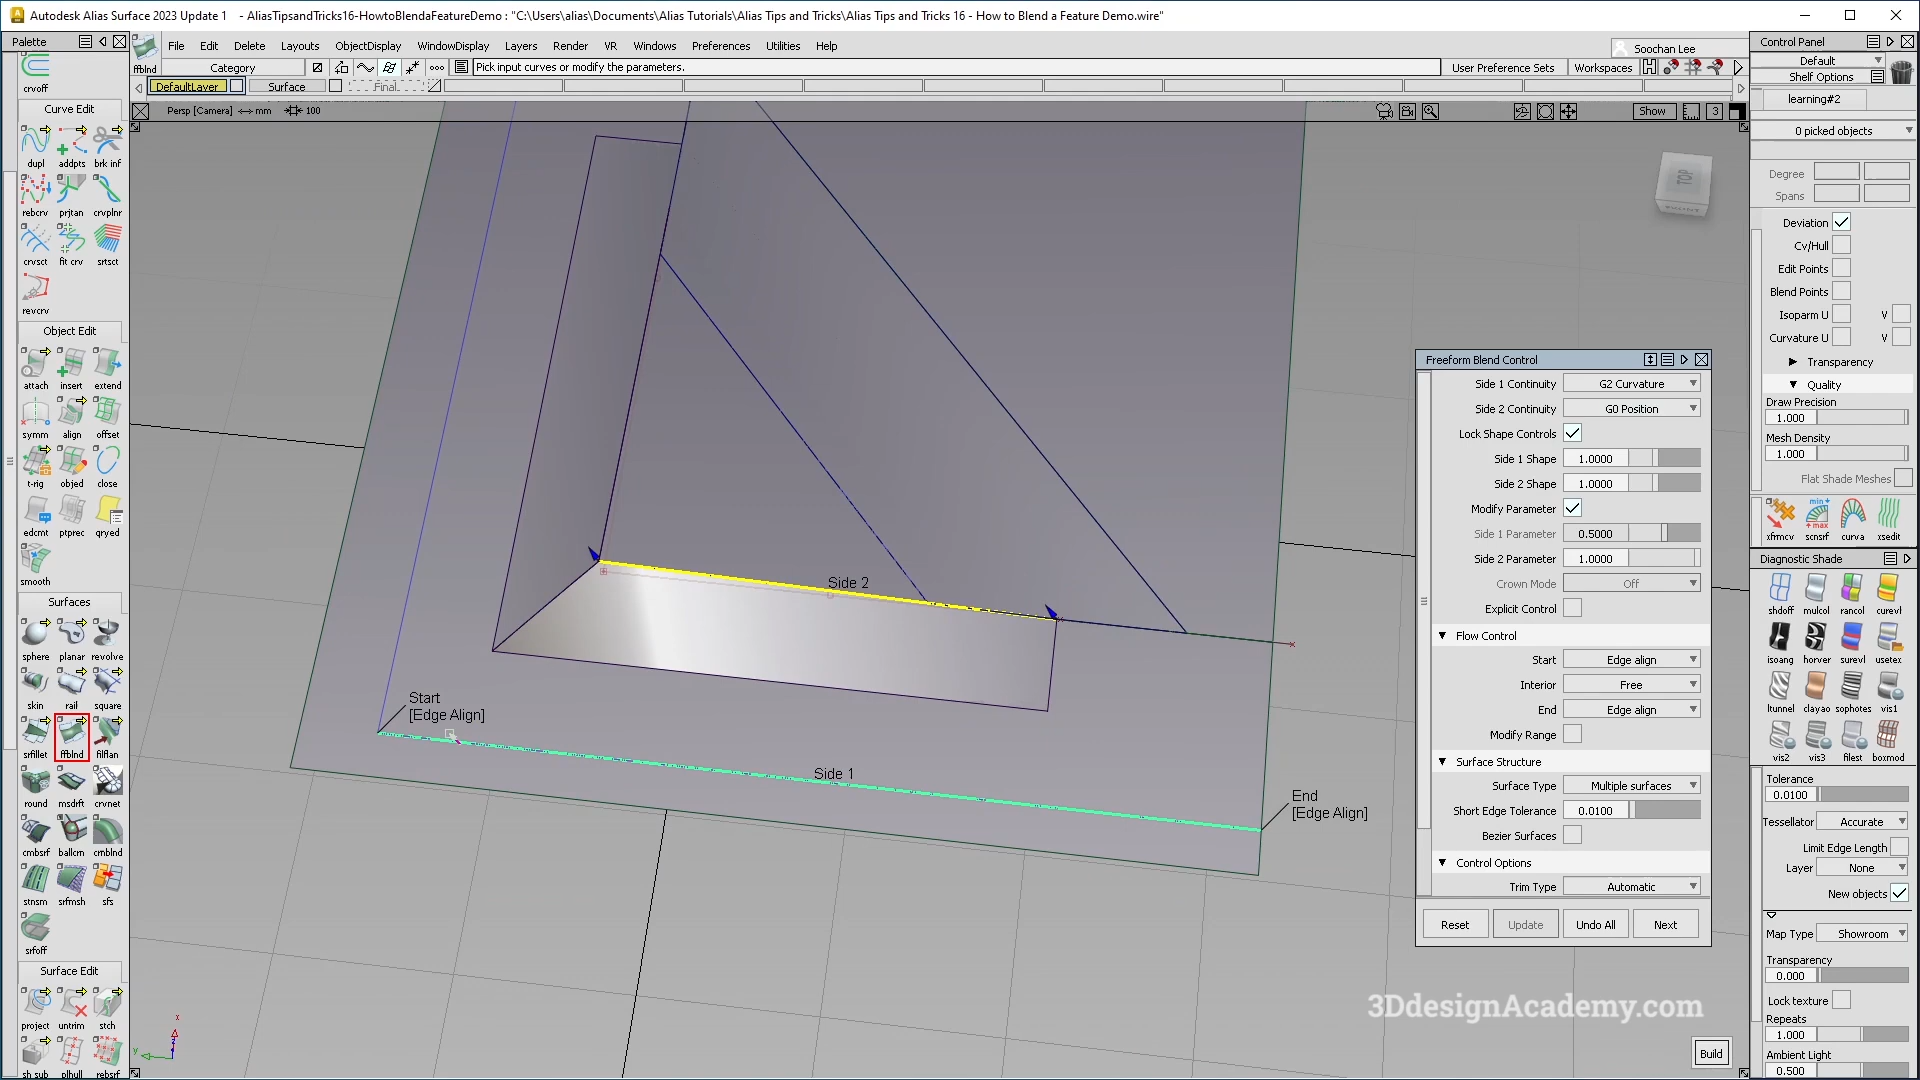 Autodesk Alias Surface 2023 Update 1 - AliasTipsandTricks16-HowtoBlendaFeatureDemo : "C:\Users\alias\Documents\Alias Tutorials\Alias Tips and Tricks\Alias Tips and Tricks 16 - How to Blend a Feature Demo.wire"
Palette
File Edit Delete Layouts ObjectDisplay WindowDisplay Layers Render VR Windows Preferences Utilities Help
Soochan Lee
ffblnd
Category
Pick input curves or modify the parameters.
User Preference Sets
Workspaces
DefaultLayer
Surface
Final
Persp [Camera] mm 100
Show
3
crvoff
Curve Edit
dupl addpts brk inf
rebcrv prjtan crvplnr
crvsct fit crv srtsct
revcrv
Object Edit
attach insert extend
symm align offset
t-rig objed close
edcmt ptprec qryed
smooth
Surfaces
sphere planar revolve
skin rail square
srfillet ffblnd filflan
round msdrft crvnet
cmbsrf ballcrn crnblnd
stnsm srfmsh sfs
srfoff
Surface Edit
project untrim stch
sh sub plhull rebsrf
TOP
FRONT
Side 2
Start
[Edge Align]
Side 1
End
[Edge Align]
Freeform Blend Control
Side 1 Continuity G2 Curvature
Side 2 Continuity G0 Position
Lock Shape Controls
Side 1 Shape 1.0000
Side 2 Shape 1.0000
Modify Parameter
Side 1 Parameter 0.5000
Side 2 Parameter 1.0000
Crown Mode Off
Explicit Control
Flow Control
Start Edge align
Interior Free
End Edge align
Modify Range
Surface Structure
Surface Type Multiple surfaces
Short Edge Tolerance 0.0100
Bezier Surfaces
Control Options
Trim Type Automatic
Reset Update Undo All Next
3DdesignAcademy.com
Build
Control Panel
Default
Shelf Options
learning#2
0 picked objects
Degree
Spans
Deviation
Cv/Hull
Edit Points
Blend Points
Isoparm U V
Curvature U V
Transparency
Quality
Draw Precision
1.000
Mesh Density
1.000
Flat Shade Meshes
xfrmcv scnsrf curva xsedit
Diagnostic Shade
shdoff mulcol rancol curevl
isoang horver surevl usetex
ltunnel clayao sophotes vis1
vis2 vis3 filest boxmod
Tolerance
0.0100
Tessellator Accurate
Limit Edge Length
Layer None
New objects
Map Type Showroom
Transparency
0.000
Lock texture
Repeats
1.000
Ambient Light
0.500
x
y